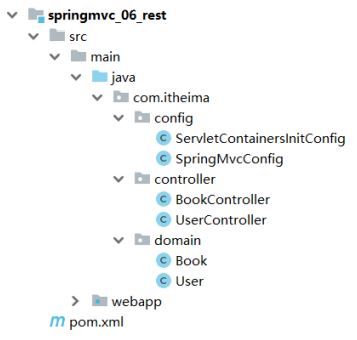 springmvc_06_rest
src
main
java
com.itheima
config
ServletContainersInitConfig
SpringMvcConfig
controller
BookController
UserController
domain
Book
User
webapp
pom.xml